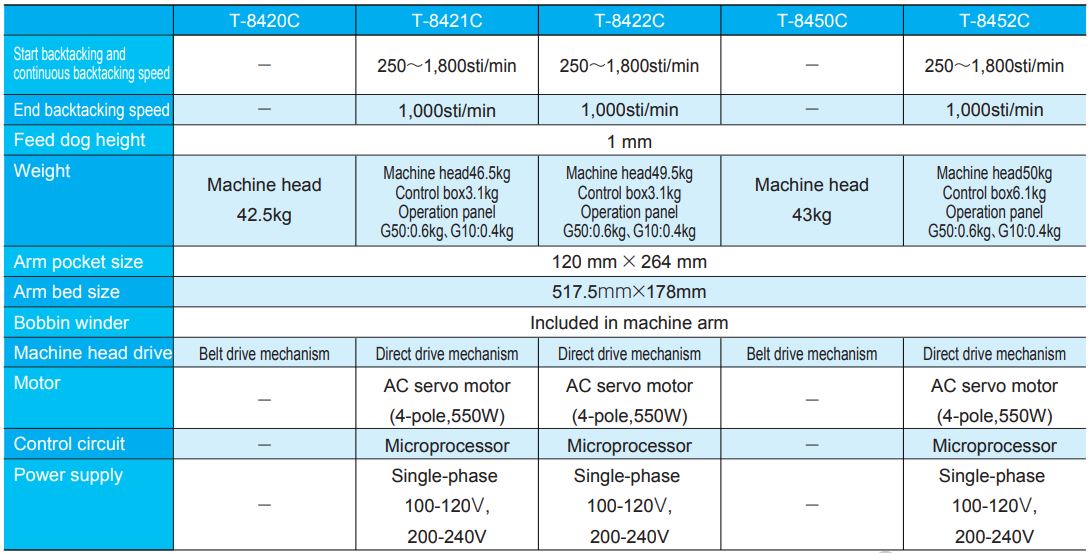 T-8420C T-8421C T-8422C T-8450C T-8452C
Start backtacking and
continuous backtacking speed — 250～1,800sti/min 250～1,800sti/min — 250～1,800sti/min
End backtacking speed — 1,000sti/min 1,000sti/min — 1,000sti/min
Feed dog height 1 mm
Weight
Machine head
42.5kg
Machine head46.5kg
Control box3.1kg
Operation panel
G50:0.6kg、G10:0.4kg
Machine head49.5kg
Control box3.1kg
Operation panel
G50:0.6kg、G10:0.4kg
Machine head
43kg
Machine head50kg
Control box6.1kg
Operation panel
G50:0.6kg、G10:0.4kg
Arm pocket size 120 mm × 264 mm
Arm bed size 517.5mm×178mm
Bobbin winder Included in machine arm
Machine head drive Belt drive mechanism Direct drive mechanism Direct drive mechanism Belt drive mechanism Direct drive mechanism
Motor
—
AC servo motor
(4-pole,550W)
AC servo motor
(4-pole,550W)
—
AC servo motor
(4-pole,550W)
Control circuit — Microprocessor Microprocessor — Microprocessor
Power supply
—
Single-phase
100-120V,
200-240V
Single-phase
100-120V,
200-240V
—
Single-phase
100-120V,
200-240V